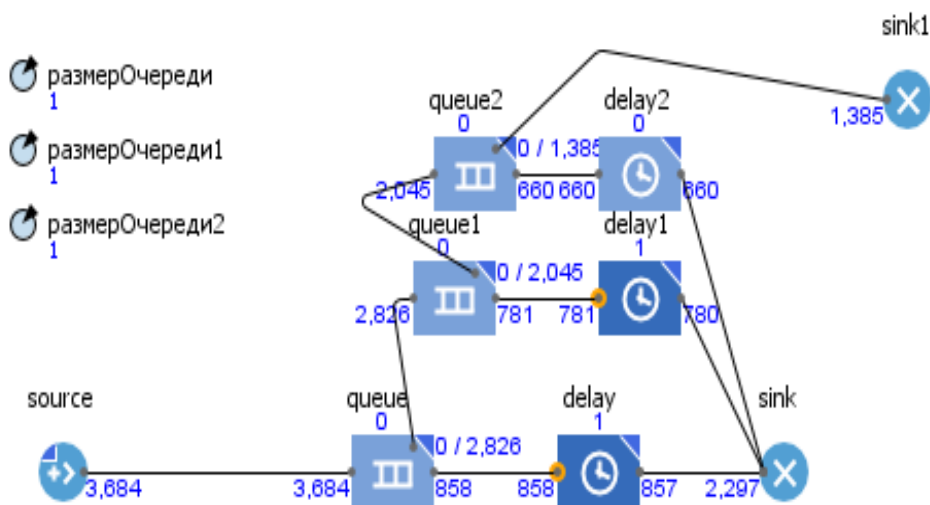 sink1
размерОчереди
1
queue2
delay2
0
0
1,385
0 / 1,385
размерОчереди1
1
2,045
660
660
660
размерОчереди2
1
queue1
delay1
0
1
0 / 2,045
2,826
781
781
780
source
queue
delay
sink
0
1
0 / 2,826
3,684
3,684
858
858
857
2,297